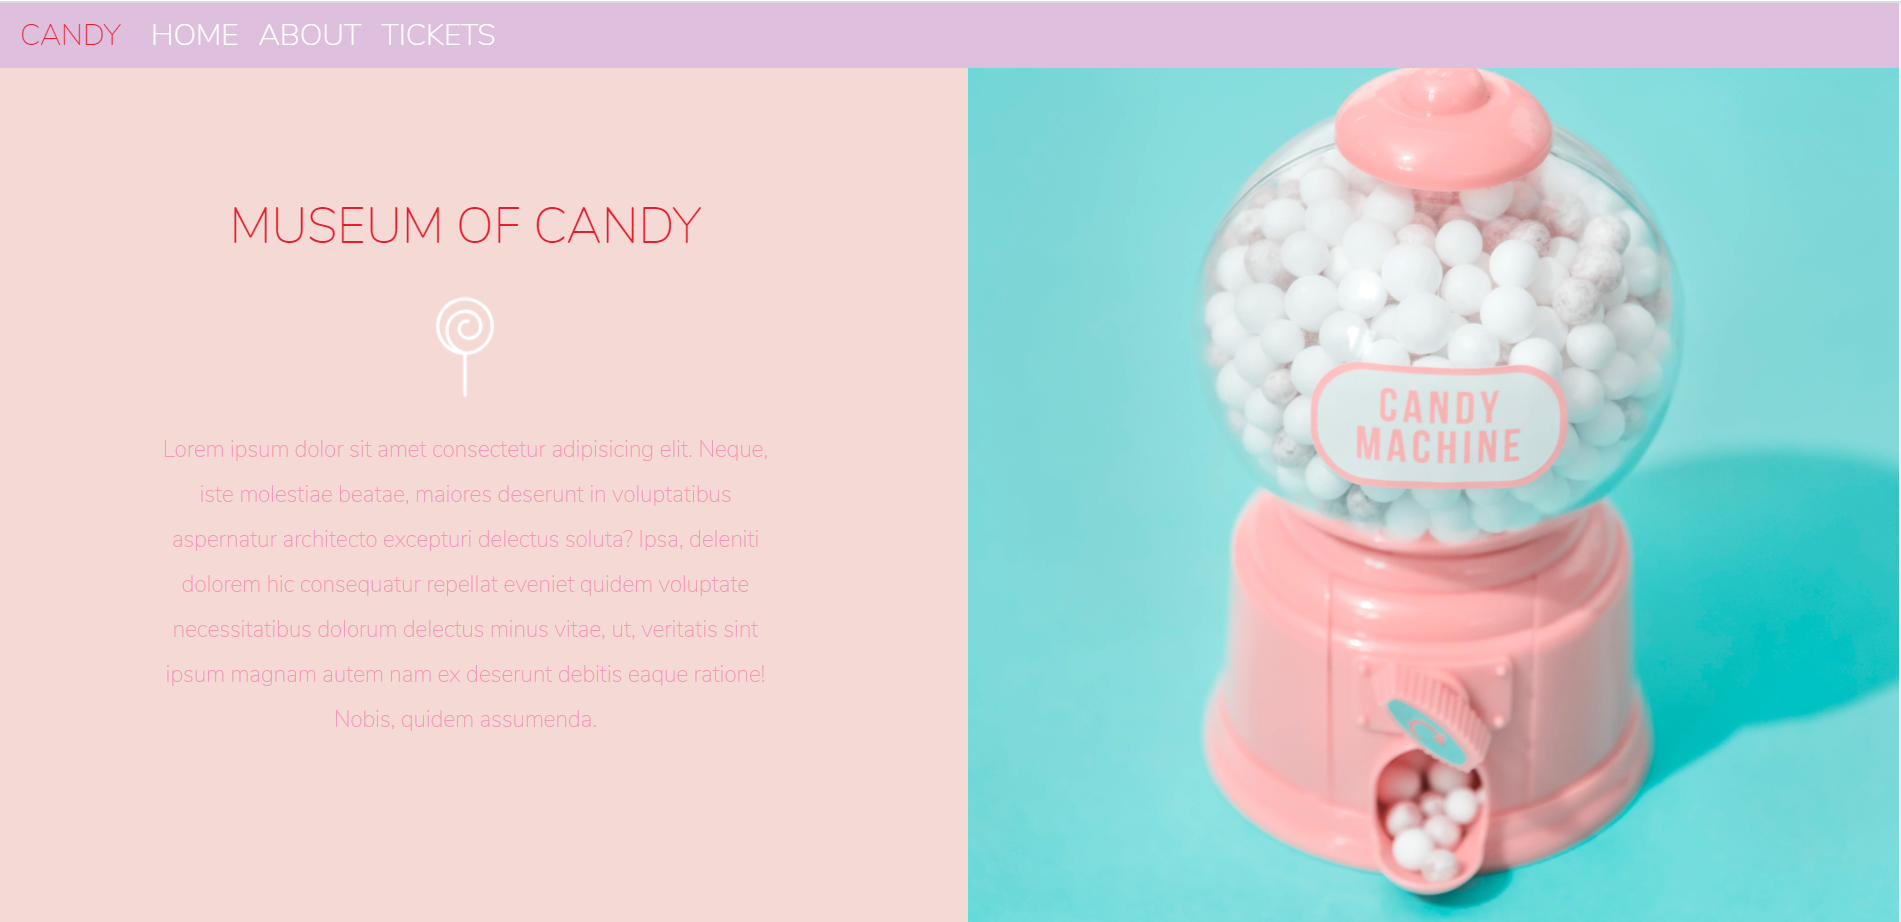 CANDY HOME ABOUT TICKETS
MUSEUM OF CANDY
Lorem ipsum dolor sit amet consectetur adipisicing elit. Neque,
iste molestiae beatae, maiores deserunt in voluptatibus
aspernatur architecto excepturi delectus soluta? Ipsa, deleniti
dolorem hic consequatur repellat eveniet quidem voluptate
necessitatibus dolorum delectus minus vitae, ut, veritatis sint
ipsum magnam autem nam ex deserunt debitis eaque ratione!
Nobis, quidem assumenda.
CANDY
MACHINE